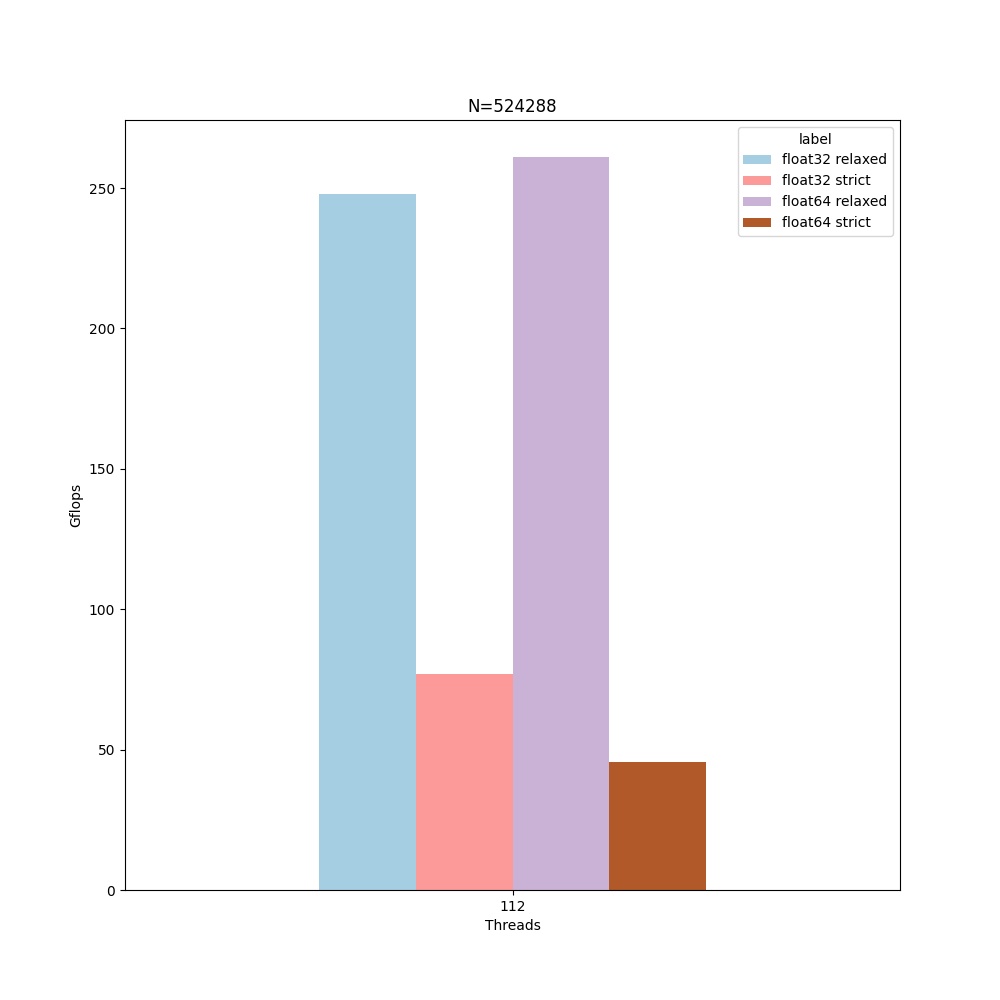 N=524288
label
float32 relaxed
float32 strict
float64 relaxed
float64 strict
250
200
150
100
50
0
Gflops
112
Threads